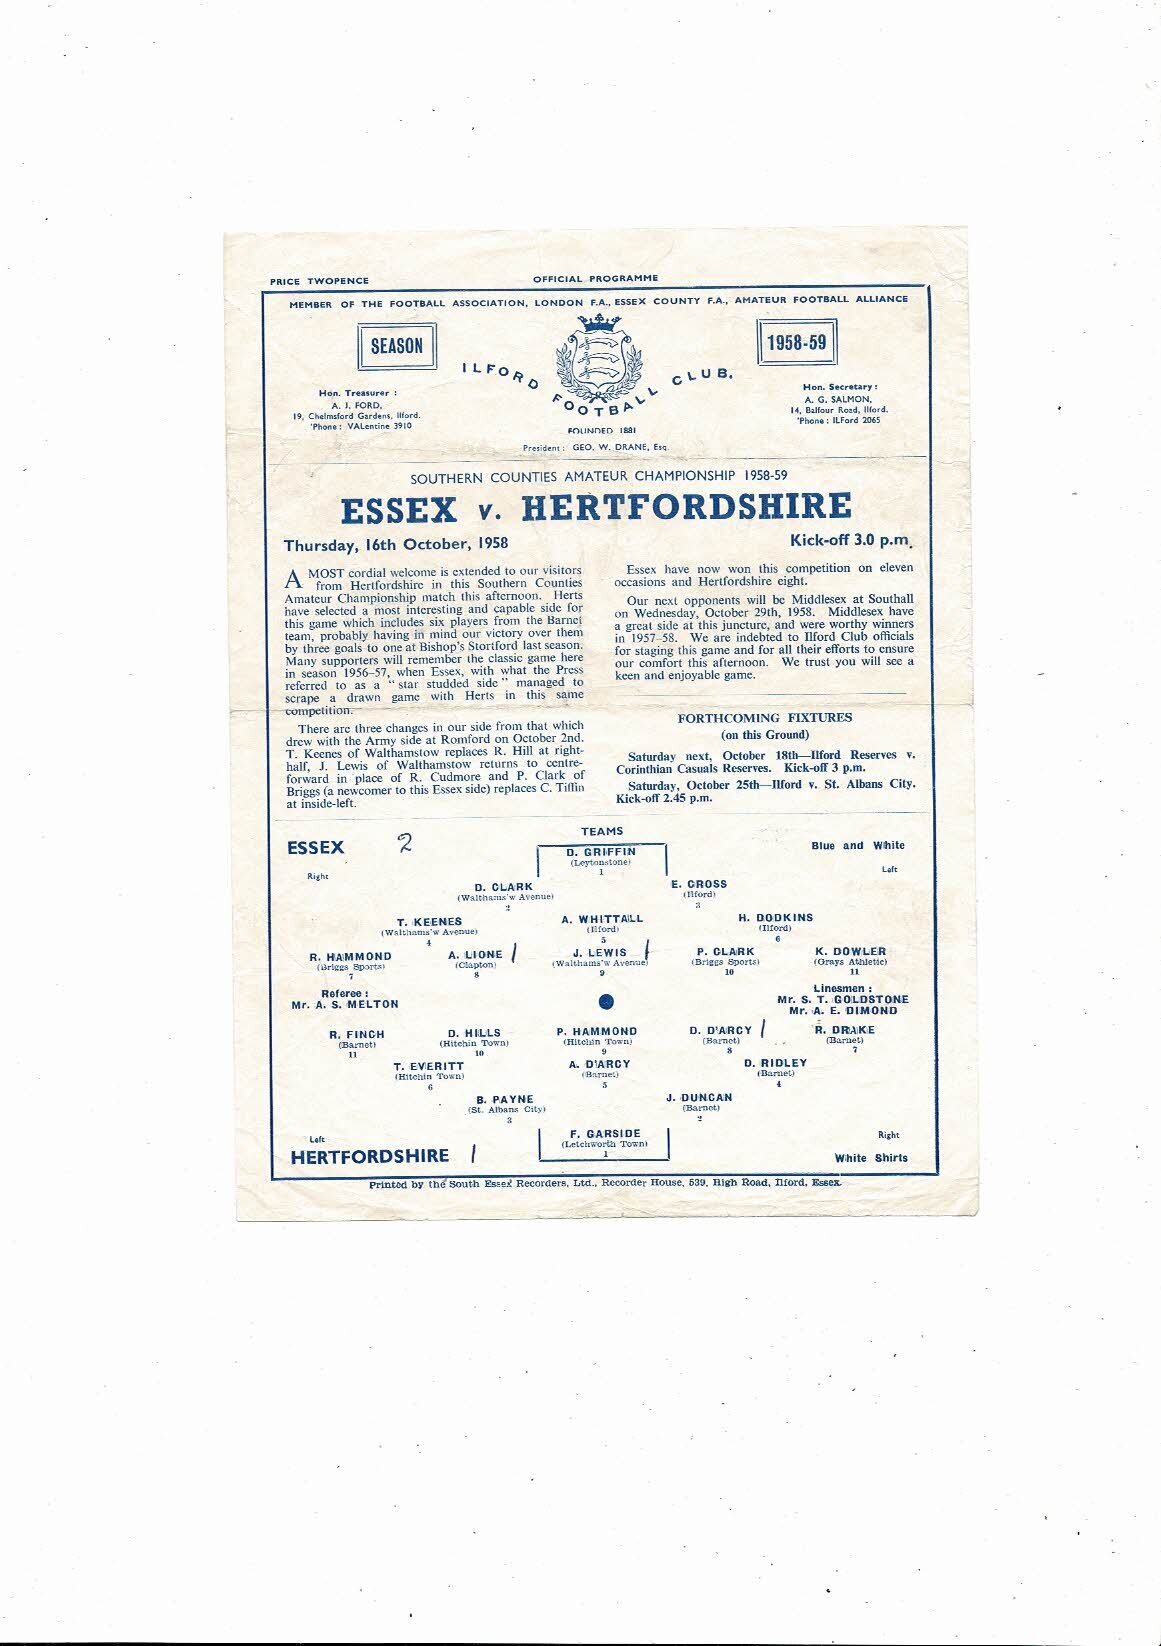 PRICE TWOPENCE
OFFICIAL PROGRAMME
MEMBER OF THE FOOTBALL ASSOCIATION, LONDON F.A., ESSEX COUNTY F.A., AMATEUR FOOTBALL ALLIANCE
SEASON
1958-59
ILFORD FOOTBALL CLUB.
Hon. Treasurer :
A. J. FORD,
19, Chelmsford Gardens, Ilford.
'Phone : VALentine 3910
Hon. Secretary :
A. G. SALMON,
14, Balfour Road, Ilford.
'Phone : ILFord 2065
FOUNDED 1881
President : GEO. W. DRANE, Esq.
SOUTHERN COUNTIES AMATEUR CHAMPIONSHIP 1958-59
ESSEX v. HERTFORDSHIRE
Thursday, 16th October, 1958
Kick-off 3.0 p.m.
A MOST cordial welcome is extended to our visitors
from Hertfordshire in this Southern Counties
Amateur Championship match this afternoon. Herts
have selected a most interesting and capable side for
this game which includes six players from the Barnet
team, probably having in mind our victory over them
by three goals to one at Bishop's Stortford last season.
Many supporters will remember the classic game here
in season 1956-57, when Essex, with what the Press
referred to as a " star studded side " managed to
scrape a drawn game with Herts in this same
competition.
There are three changes in our side from that which
drew with the Army side at Romford on October 2nd.
T. Keenes of Walthamstow replaces R. Hill at right-
half, J. Lewis of Walthamstow returns to centre-
forward in place of R. Cudmore and P. Clark of
Briggs (a newcomer to this Essex side) replaces C. Tiffin
at inside-left.
Essex have now won this competition on eleven
occasions and Hertfordshire eight.
Our next opponents will be Middlesex at Southall
on Wednesday, October 29th, 1958. Middlesex have
a great side at this juncture, and were worthy winners
in 1957-58. We are indebted to Ilford Club officials
for staging this game and for all their efforts to ensure
our comfort this afternoon. We trust you will see a
keen and enjoyable game.
FORTHCOMING FIXTURES
(on this Ground)
Saturday next, October 18th—Ilford Reserves v.
Corinthian Casuals Reserves. Kick-off 3 p.m.
Saturday, October 25th—Ilford v. St. Albans City.
Kick-off 2.45 p.m.
TEAMS
ESSEX 2
Blue and White
Right
Left
D. GRIFFIN
(Leytonstone)
1
D. CLARK
(Walthams'w Avenue)
2
E. CROSS
(Ilford)
3
T. KEENES
(Walthams'w Avenue)
4
A. WHITTALL
(Ilford)
5
H. DODKINS
(Ilford)
6
R. HAMMOND
(Briggs Sports)
7
A. LIONE /
(Clapton)
8
J. LEWIS /
(Walthams'w Avenue)
9
P. CLARK
(Briggs Sports)
10
K. DOWLER
(Grays Athletic)
11
Referee :
Mr. A. S. MELTON
Linesmen :
Mr. S. T. GOLDSTONE
Mr. A. E. DIMOND
R. FINCH
(Barnet)
11
D. HILLS
(Hitchin Town)
10
P. HAMMOND
(Hitchin Town)
9
D. D'ARCY /
(Barnet)
8
R. DRAKE
(Barnet)
7
T. EVERITT
(Hitchin Town)
6
A. D'ARCY
(Barnet)
5
D. RIDLEY
(Barnet)
4
B. PAYNE
(St. Albans City)
3
J. DUNCAN
(Barnet)
2
F. GARSIDE
(Letchworth Town)
1
Left
Right
HERTFORDSHIRE 1
White Shirts
Printed by the South Essex Recorders, Ltd., Recorder House, 539, High Road, Ilford, Essex.